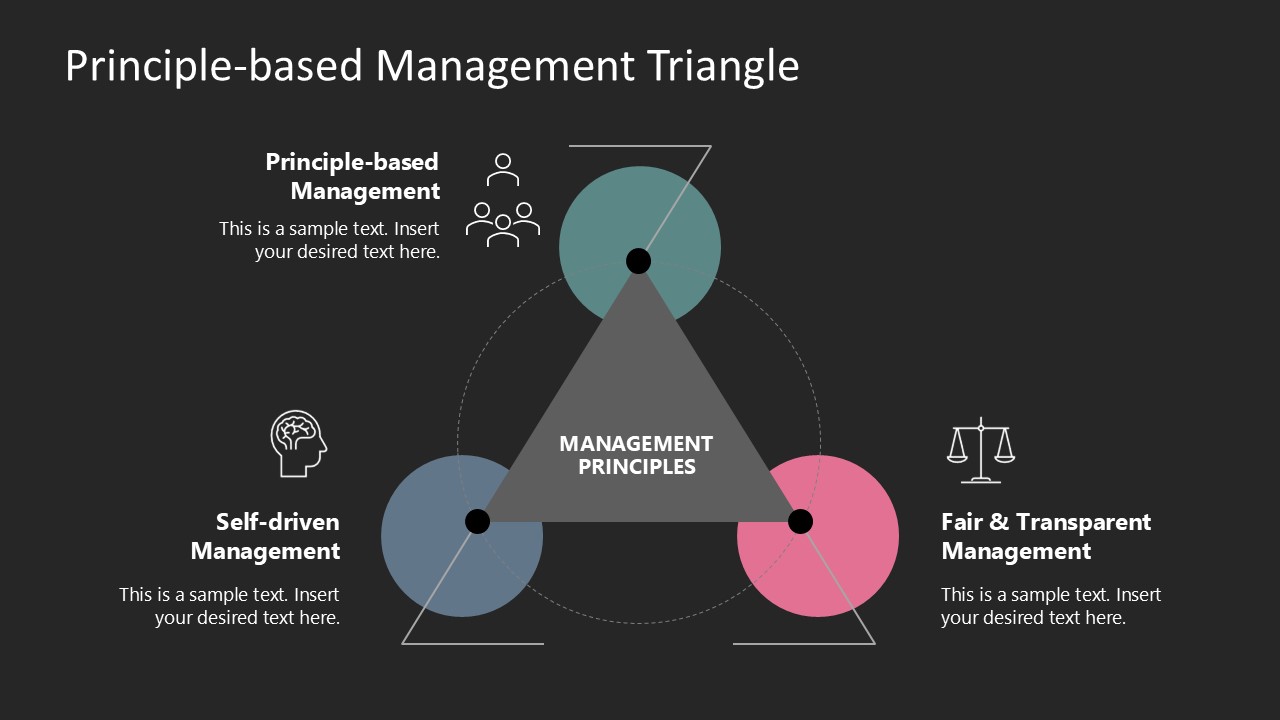 Principle-based Management Triangle
Principle-based
Management
This is a sample text. Insert
your desired text here.
MANAGEMENT
PRINCIPLES
Self-driven
Management
This is a sample text. Insert
your desired text here.
Fair & Transparent
Management
This is a sample text. Insert
your desired text here.